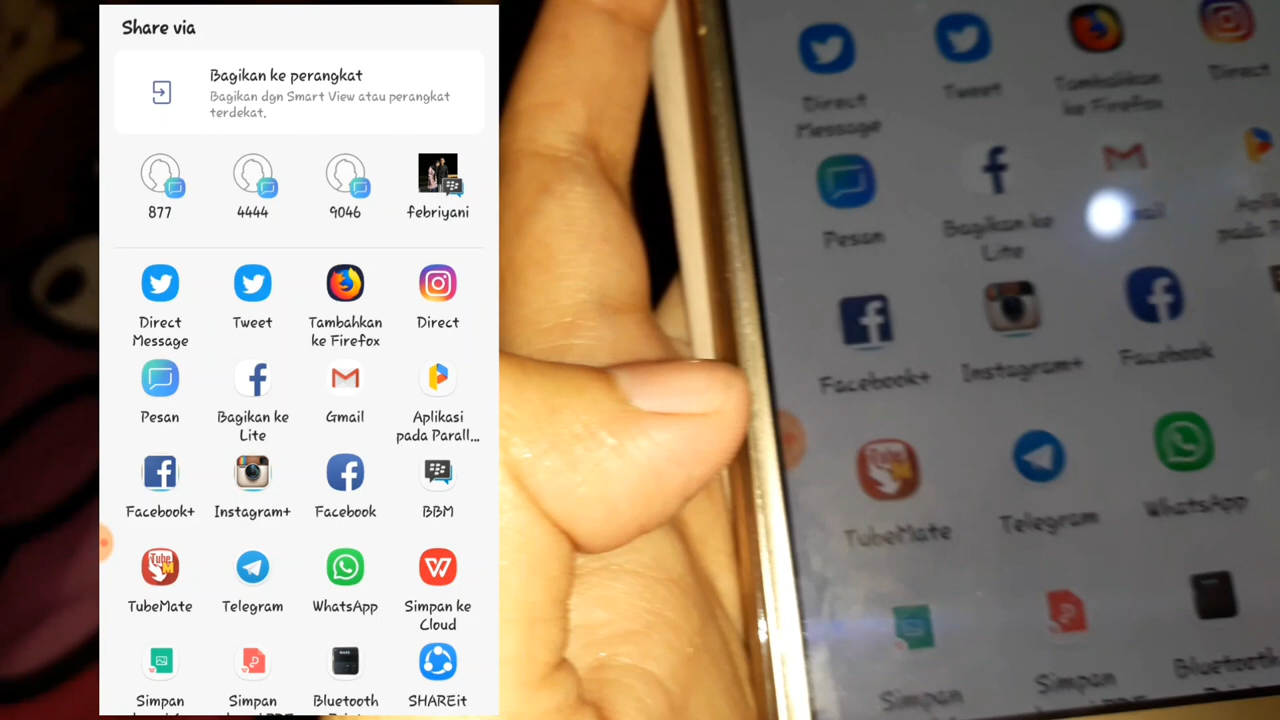 Share via
Bagikan ke perangkat
Bagikan dgn Smart View atau perangkat
terdekat.
877 4444 9046 febriyani
Direct
Message
Tweet
Tambahkan
ke Firefox
Direct
Pesan
Bagikan ke
Lite
Gmail
Aplikasi
pada Parall...
Facebook+
Instagram+
Facebook
BBM
TubeMate
Telegram
WhatsApp
Simpan ke
Cloud
Simpan
Simpan
Bluetooth
SHAREit
Direct
Message
Tweet
Tambahkan
ke Firefox
Direct
Pesan
Bagikan ke
Lite
Facebook+
Instagram+
Facebook
TubeMate
Telegram
WhatsApp
Simpan
Simpan
Bluetooth